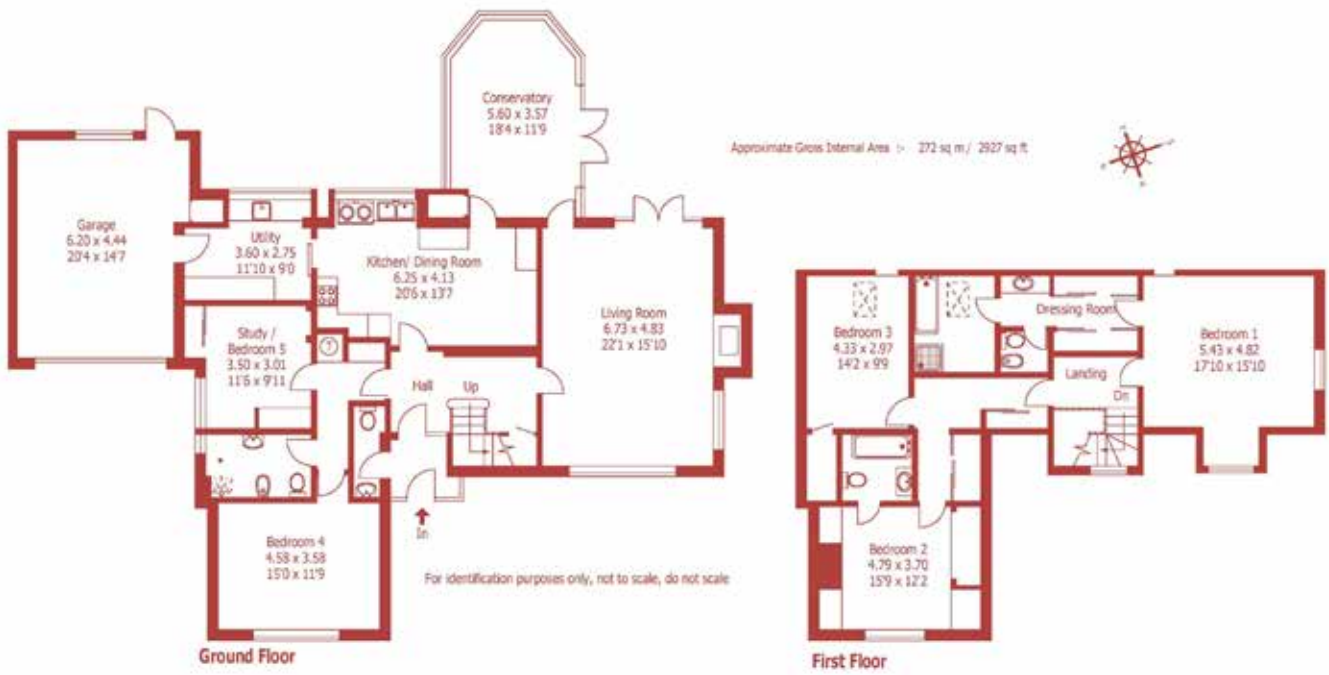 Conservatory
5.60 x 3.57
18'4 x 11'9
Approximate Gross Internal Area :- 272 sq m / 2927 sq ft
Garage
6.20 x 4.44
20'4 x 14'7
Utility
3.60 x 2.75
11'10 x 9'0
Kitchen/ Dining Room
6.25 x 4.13
20'6 x 13'7
Living Room
6.73 x 4.83
22'1 x 15'10
Study /
Bedroom 5
3.50 x 3.01
11'6 x 9'11
Hall
Up
In
Bedroom 4
4.58 x 3.58
15'0 x 11'9
For identification purposes only, not to scale, do not scale
Ground Floor
Bedroom 3
4.33 x 2.97
14'2 x 9'9
Dressing Room
Bedroom 1
5.43 x 4.82
17'10 x 15'10
Landing
Dn
Bedroom 2
4.79 x 3.70
15'9 x 12'2
First Floor